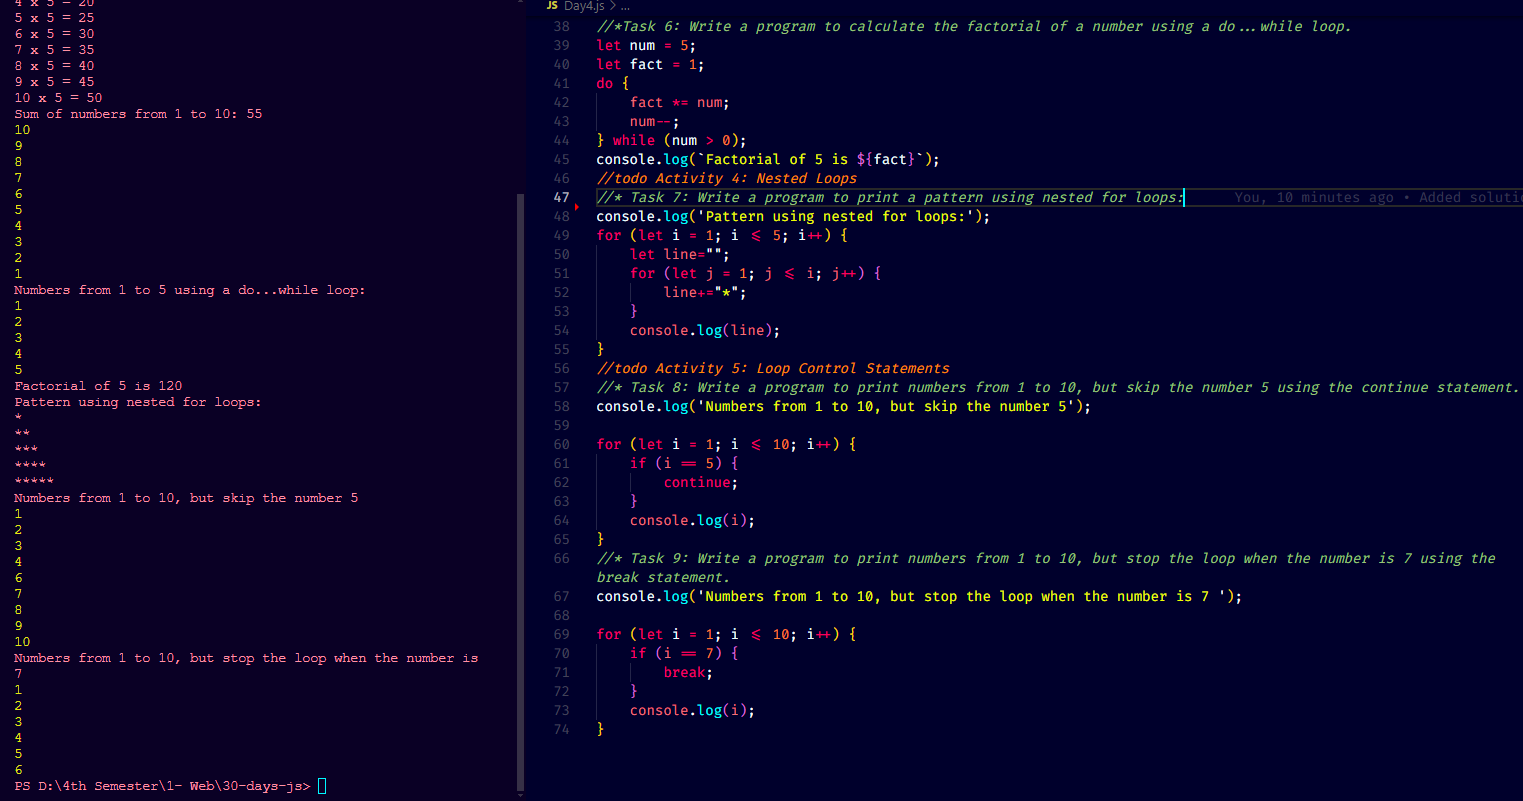 4 x 5 = 20
5 x 5 = 25
6 x 5 = 30
7 x 5 = 35
8 x 5 = 40
9 x 5 = 45
10 x 5 = 50
Sum of numbers from 1 to 10: 55
10
9
8
7
6
5
4
3
2
1
Numbers from 1 to 5 using a do...while loop:
1
2
3
4
5
Factorial of 5 is 120
Pattern using nested for loops:
*
**
***
****
*****
Numbers from 1 to 10, but skip the number 5
1
2
3
4
6
7
8
9
10
Numbers from 1 to 10, but stop the loop when the number is
7
1
2
3
4
5
6
PS D:\4th Semester\1- Web\30-days-js>
JS Day4.js > ...
38 //*Task 6: Write a program to calculate the factorial of a number using a do...while loop.
39 let num = 5;
40 let fact = 1;
41 do {
42 fact *= num;
43 num--;
44 } while (num > 0);
45 console.log(`Factorial of 5 is ${fact}`);
46 //todo Activity 4: Nested Loops
47 //* Task 7: Write a program to print a pattern using nested for loops: You, 10 minutes ago • Added soluti
48 console.log('Pattern using nested for loops:');
49 for (let i = 1; i <= 5; i++) {
50 let line="";
51 for (let j = 1; j <= i; j++) {
52 line+="*";
53 }
54 console.log(line);
55 }
56 //todo Activity 5: Loop Control Statements
57 //* Task 8: Write a program to print numbers from 1 to 10, but skip the number 5 using the continue statement.
58 console.log('Numbers from 1 to 10, but skip the number 5');
59
60 for (let i = 1; i <= 10; i++) {
61 if (i == 5) {
62 continue;
63 }
64 console.log(i);
65 }
66 //* Task 9: Write a program to print numbers from 1 to 10, but stop the loop when the number is 7 using the
break statement.
67 console.log('Numbers from 1 to 10, but stop the loop when the number is 7 ');
68
69 for (let i = 1; i <= 10; i++) {
70 if (i == 7) {
71 break;
72 }
73 console.log(i);
74 }